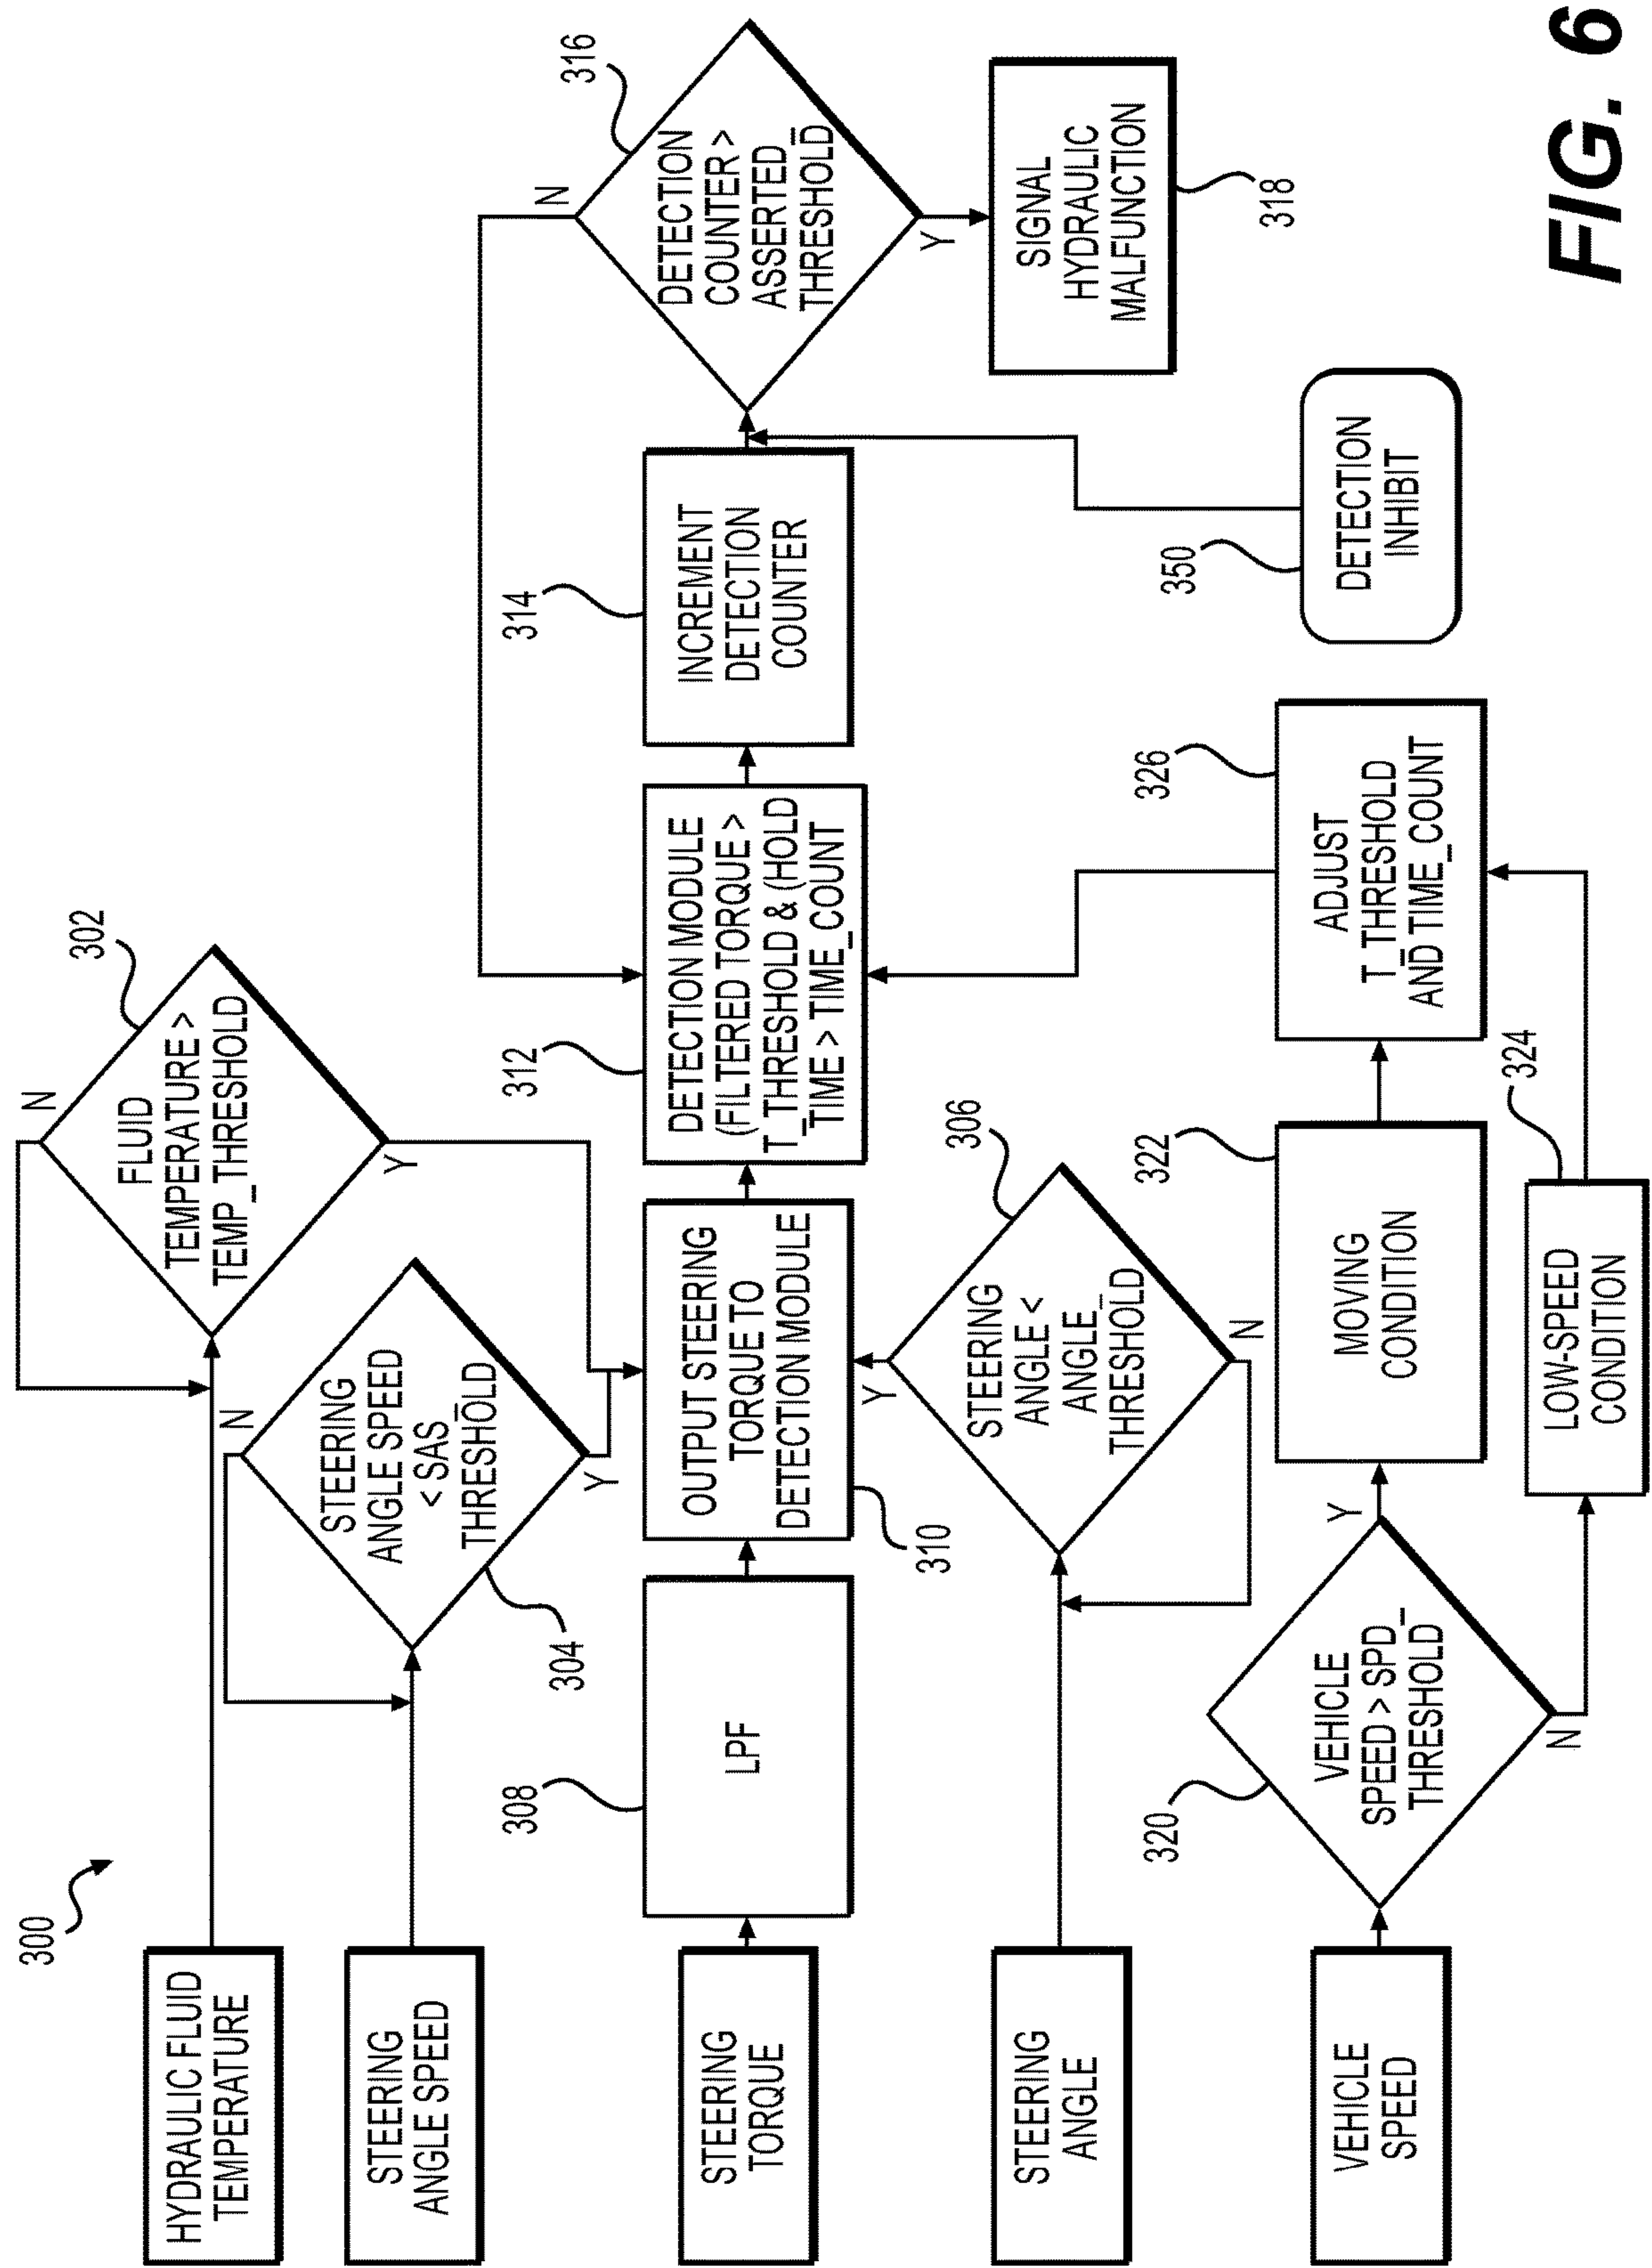 300
HYDRAULIC FLUID
TEMPERATURE
FLUID
TEMPERATURE >
TEMP_THRESHOLD
302
N
Y
STEERING
ANGLE SPEED
STEERING
ANGLE SPEED
< SAS_
THRESHOLD
304
N
Y
STEERING
TORQUE
LPF
308
OUTPUT STEERING
TORQUE TO
DETECTION MODULE
310
DETECTION MODULE
(FILTERED TORQUE >
T_THRESHOLD & (HOLD
_TIME > TIME_COUNT
312
INCREMENT
DETECTION
COUNTER
314
DETECTION
COUNTER >
ASSERTED_
THRESHOLD
316
N
Y
SIGNAL
HYDRAULIC
MALFUNCTION
318
STEERING
ANGLE
STEERING
ANGLE <
ANGLE_
THRESHOLD
306
Y
N
VEHICLE
SPEED
VEHICLE
SPEED > SPD_
THRESHOLD
320
Y
N
MOVING
CONDITION
322
LOW-SPEED
CONDITION
324
ADJUST
T_THRESHOLD
AND TIME_COUNT
326
DETECTION
INHIBIT
350
FIG. 6